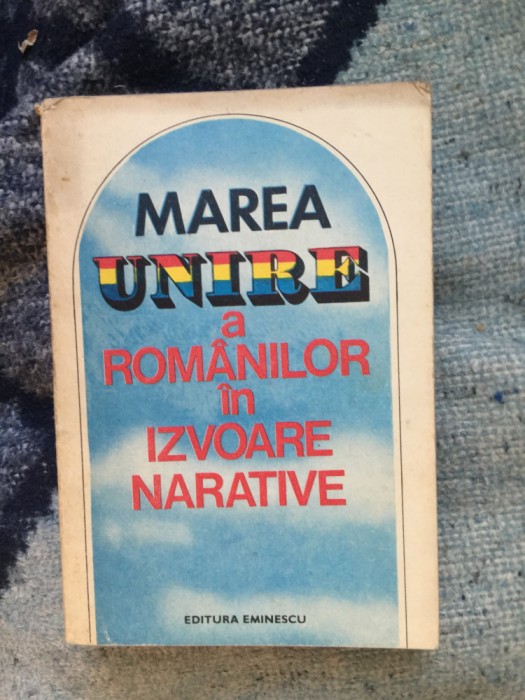 MAREA
UNIRE
a
ROMÂNILOR
în
IZVOARE
NARATIVE
EDITURA EMINESCU